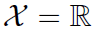 𝒳 = ℝ